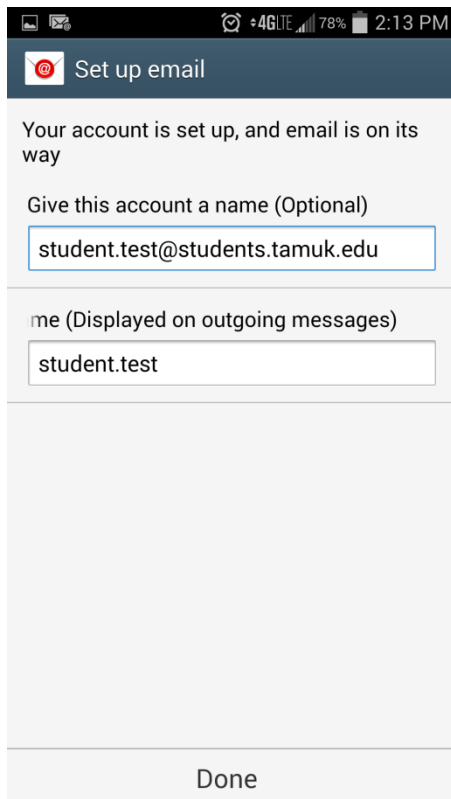 4G LTE 78% 2:13 PM
@ Set up email
Your account is set up, and email is on its
way
Give this account a name (Optional)
student.test@students.tamuk.edu
me (Displayed on outgoing messages)
student.test
Done